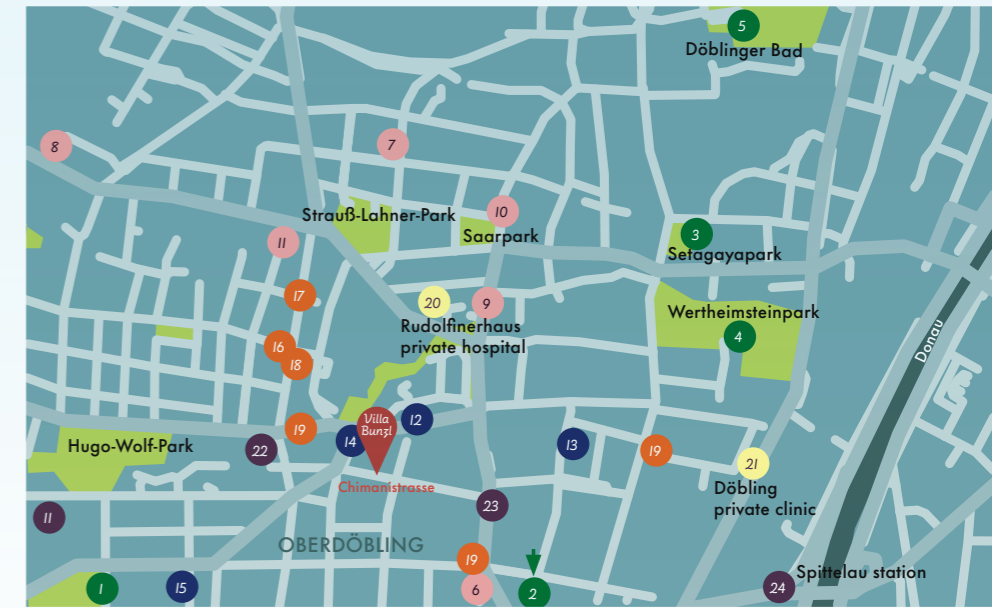 5
Döblinger Bad
8
7
10
Strauß-Lahner-Park
3
11
Saarpark
Setagayapark
17
20
9
Wertheimsteinpark
Rudolfinerhaus
private hospital
4
Donau
16
18
Villa
Bunzl
12
19
14
13
Hugo-Wolf-Park
22
19
21
Chimanistrasse
Döbling
private clinic
23
11
OBERDÖBLING
19
Spittelau station
1
15
6
2
24